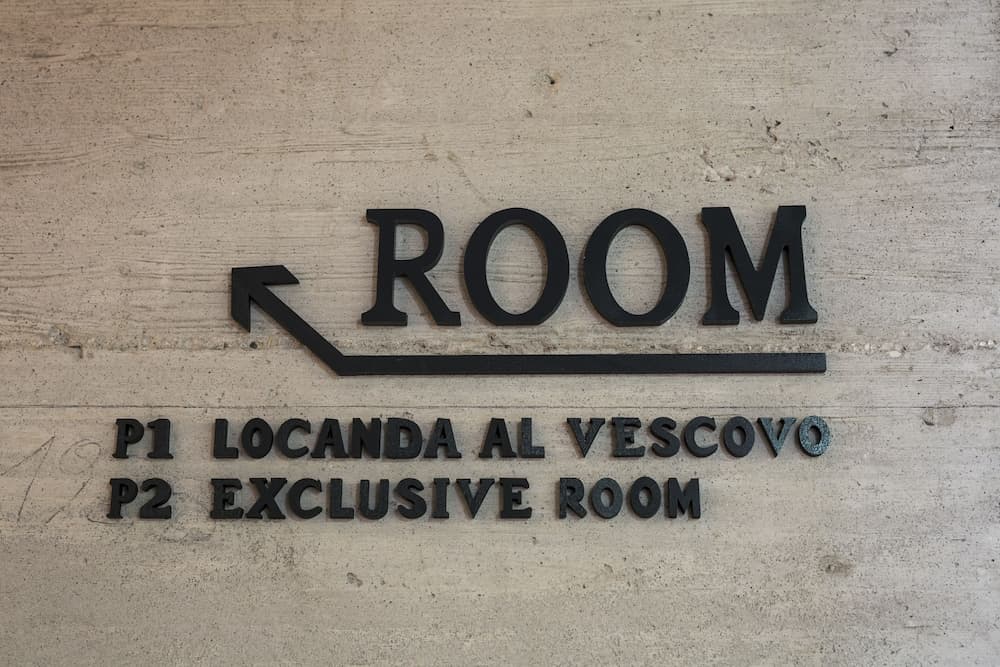 ROOM
P1 LOCANDA AL VESCOVO
P2 EXCLUSIVE ROOM